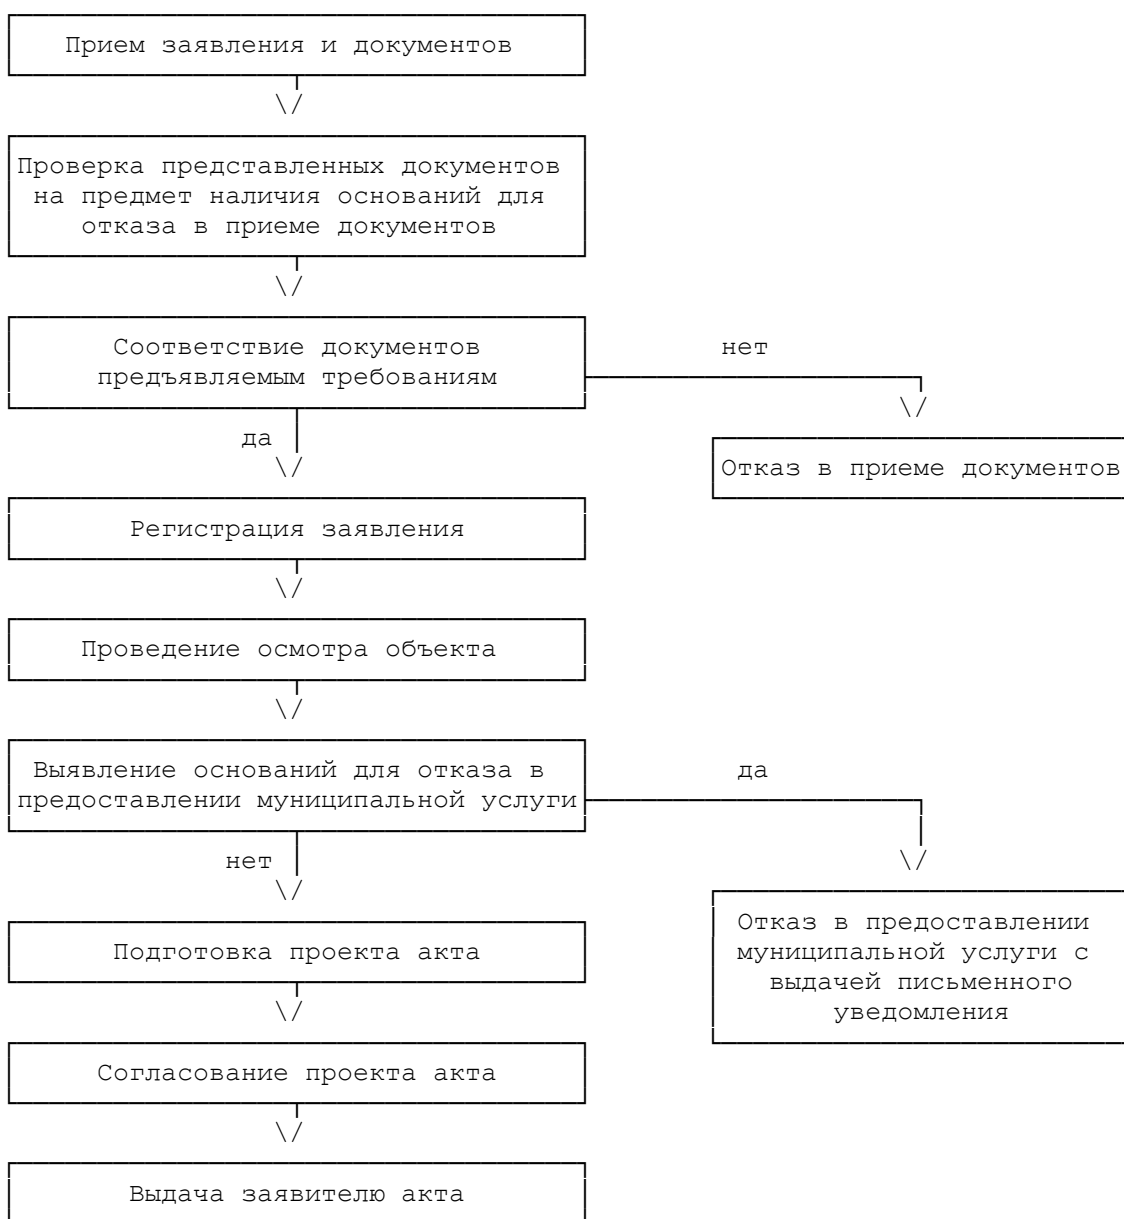 Прием заявления и документов
Проверка представленных документов
на предмет наличия оснований для
отказа в приеме документов
Соответствие документов
предъявляемым требованиям
нет
да
Отказ в приеме документов
Регистрация заявления
Проведение осмотра объекта
Выявление оснований для отказа в
предоставлении муниципальной услуги
да
нет
Отказ в предоставлении
муниципальной услуги с
выдачей письменного
уведомления
Подготовка проекта акта
Согласование проекта акта
Выдача заявителю акта